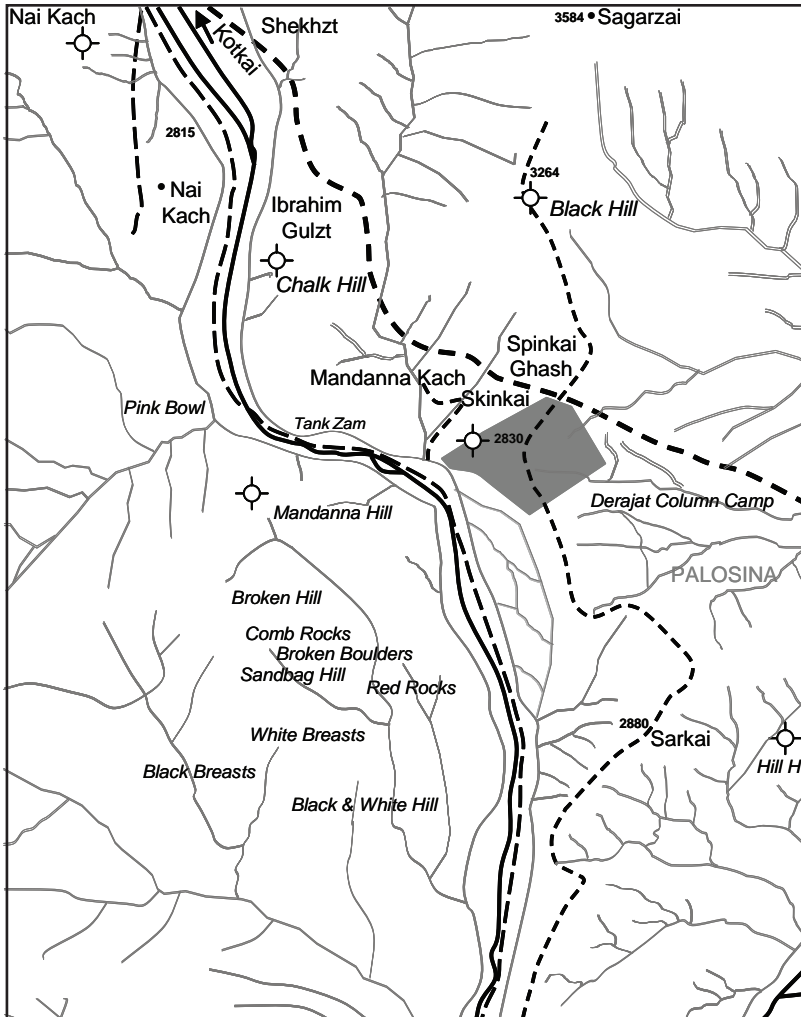 Nai Kach
Kotkai
Shekhzt
3584 Sagarzai
2815
Nai
Kach
3264
Black Hill
Ibrahim
Gulzt
Chalk Hill
Spinkai
Ghash
Mandanna Kach
Skinkai
Pink Bowl
Tank Zam
2830
Derajat Column Camp
Mandanna Hill
PALOSINA
Broken Hill
Comb Rocks
Broken Boulders
Sandbag Hill
Red Rocks
White Breasts
2880
Sarkai
Black Breasts
Hill H
Black & White Hill